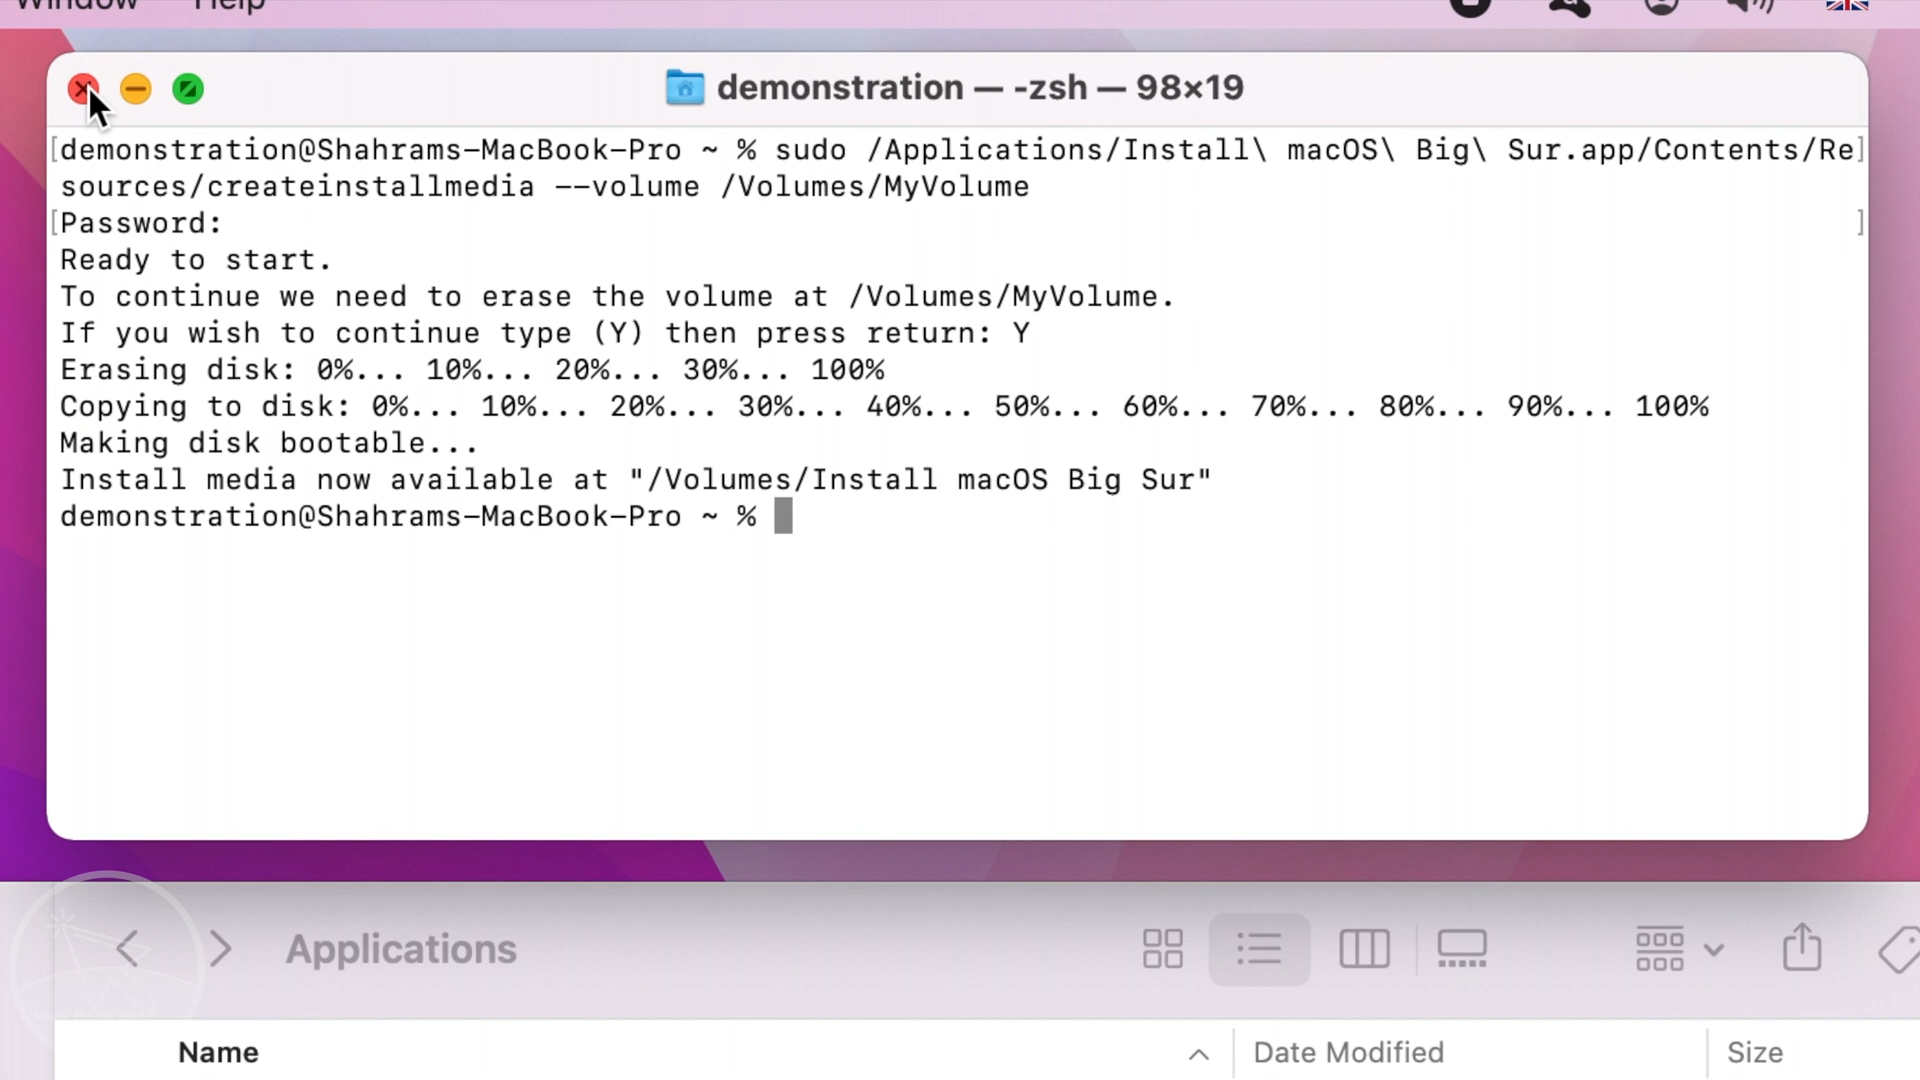 Window Help
demonstration — -zsh — 98×19
[demonstration@Shahrams-MacBook-Pro ~ % sudo /Applications/Install\ macOS\ Big\ Sur.app/Contents/Re]
sources/createinstallmedia --volume /Volumes/MyVolume
[Password: ]
Ready to start.
To continue we need to erase the volume at /Volumes/MyVolume.
If you wish to continue type (Y) then press return: Y
Erasing disk: 0%... 10%... 20%... 30%... 100%
Copying to disk: 0%... 10%... 20%... 30%... 40%... 50%... 60%... 70%... 80%... 90%... 100%
Making disk bootable...
Install media now available at "/Volumes/Install macOS Big Sur"
demonstration@Shahrams-MacBook-Pro ~ %
Applications
Name Date Modified Size